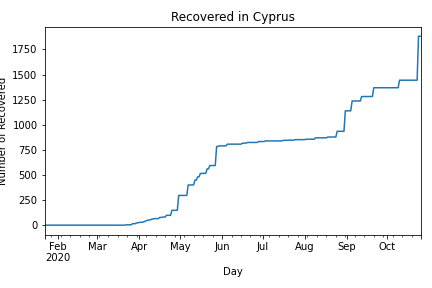 Recovered in Cyprus
Number of Recovered
1750
1500
1250
1000
750
500
250
0
Feb Mar Apr May Jun Jul Aug Sep Oct
2020
Day